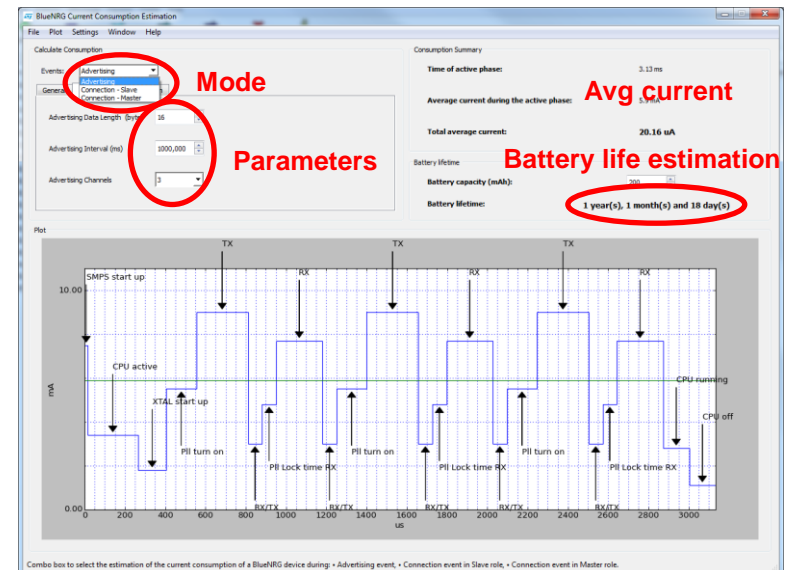 BlueNRG Current Consumption Estimation
File Plot Settings Window Help
Calculate Consumption
Consumption Summary
Events: Advertising
Advertising
Connection - Slave
Connection - Master
General
Mode
Time of active phase: 3.13 ms
Average current during the active phase: 5.9 mA
Avg current
Total average current: 20.16 uA
Advertising Data Length (byte 16
Advertising Interval (ms) 1000,000
Advertising Channels 3
Parameters
Battery lifetime
Battery life estimation
Battery capacity (mAh): 200
Battery lifetime: 1 year(s), 1 month(s) and 18 day(s)
Plot
TX TX TX
SMPS start up RX RX RX
10.00
CPU active
CPU running
XTAL start up
CPU off
mA
Pll turn on Pll turn on Pll turn on
Pll Lock time RX Pll Lock time RX Pll Lock time RX
RX/TX RX/TX RX/TX RX/TX RX/TX
0.00
0 200 400 600 800 1000 1200 1400 1600 1800 2000 2200 2400 2600 2800 3000
us
Combo box to select the estimation of the current consumption of a BlueNRG device during: • Advertising event, • Connection event in Slave role, • Connection event in Master role.